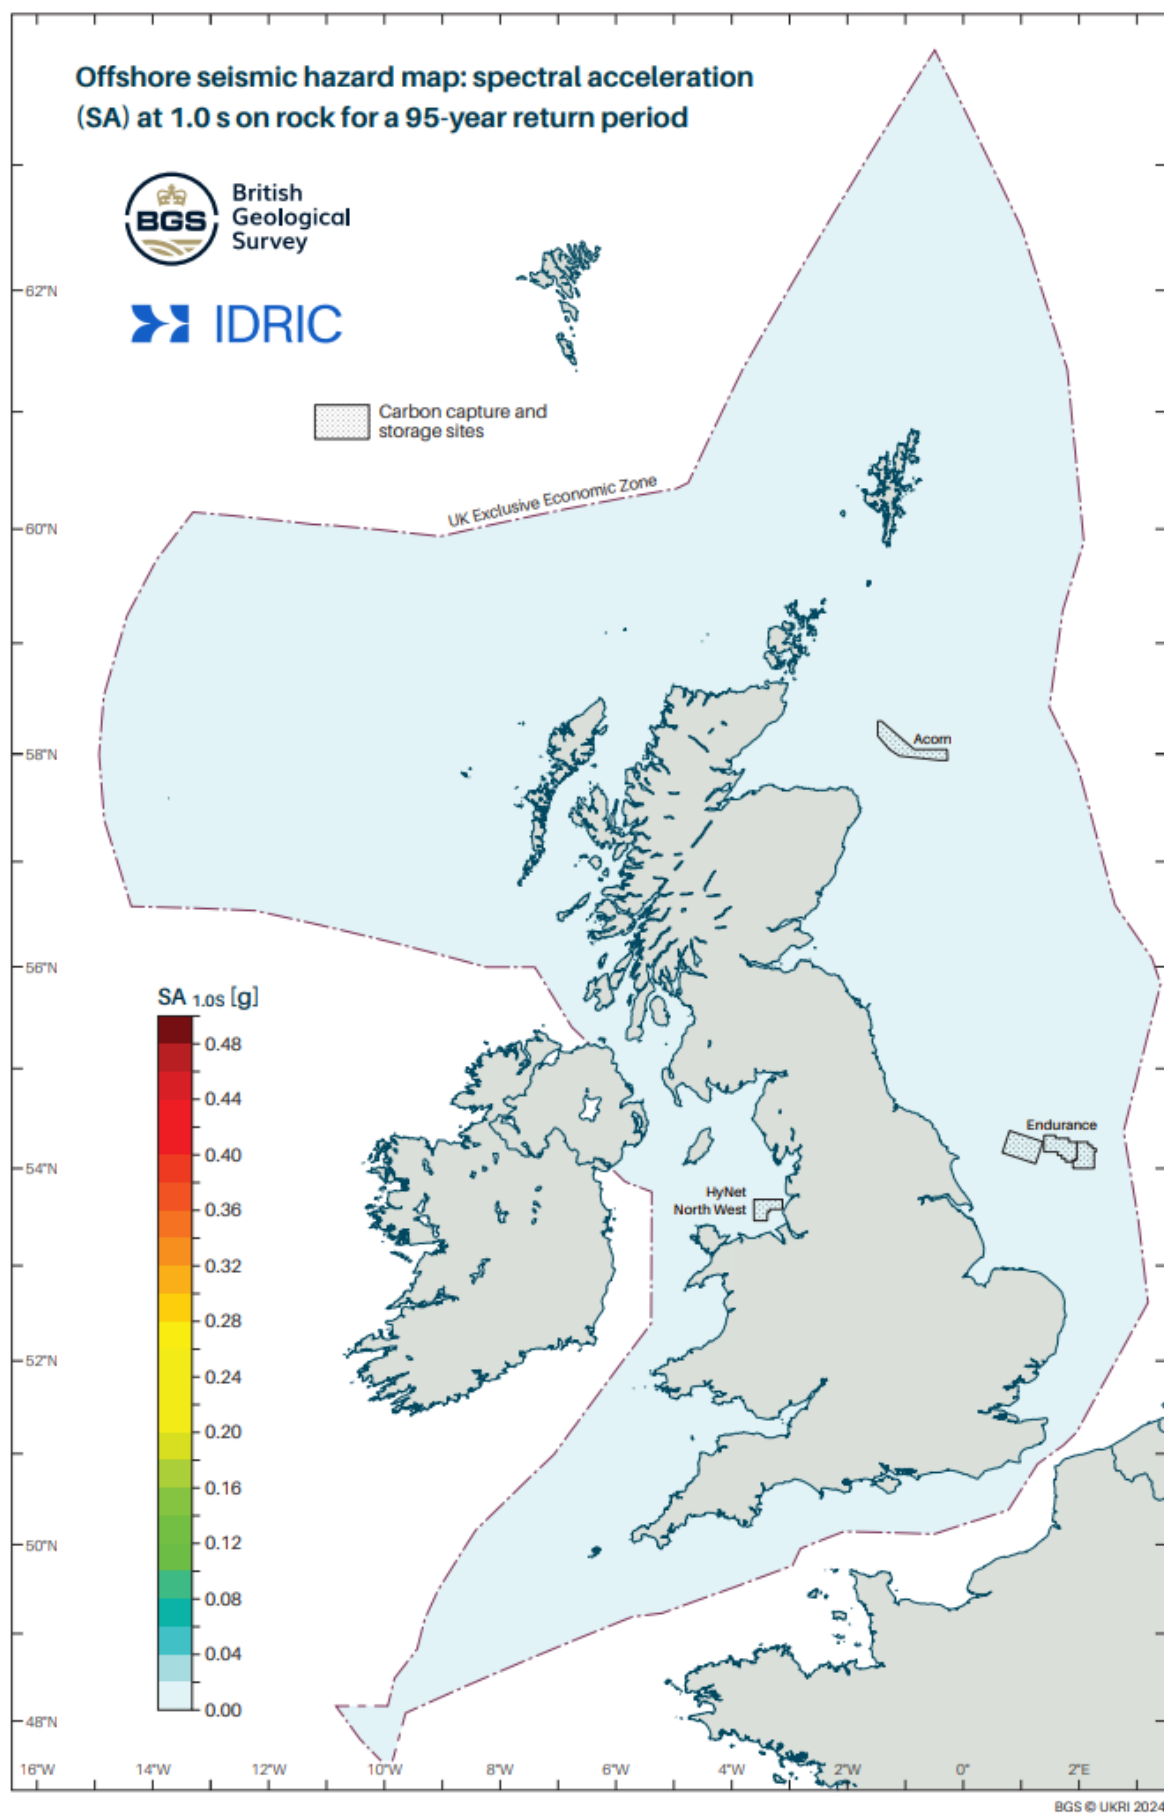 Offshore seismic hazard map: spectral acceleration
(SA) at 1.0 s on rock for a 95-year return period
BGS
British
Geological
Survey
IDRIC
62°N
Carbon capture and
storage sites
UK Exclusive Economic Zone
60°N
Acorn
58°N
56°N
SA 1.0S [g]
0.48
0.44
0.40
0.36
0.32
0.28
0.24
0.20
0.16
0.12
0.08
0.04
0.00
Endurance
54°N
HyNet
North West
52°N
50°N
48°N
16°W 14°W 12°W 10°W 8°W 6°W 4°W 2°W 0° 2°E
BGS © UKRI 2024